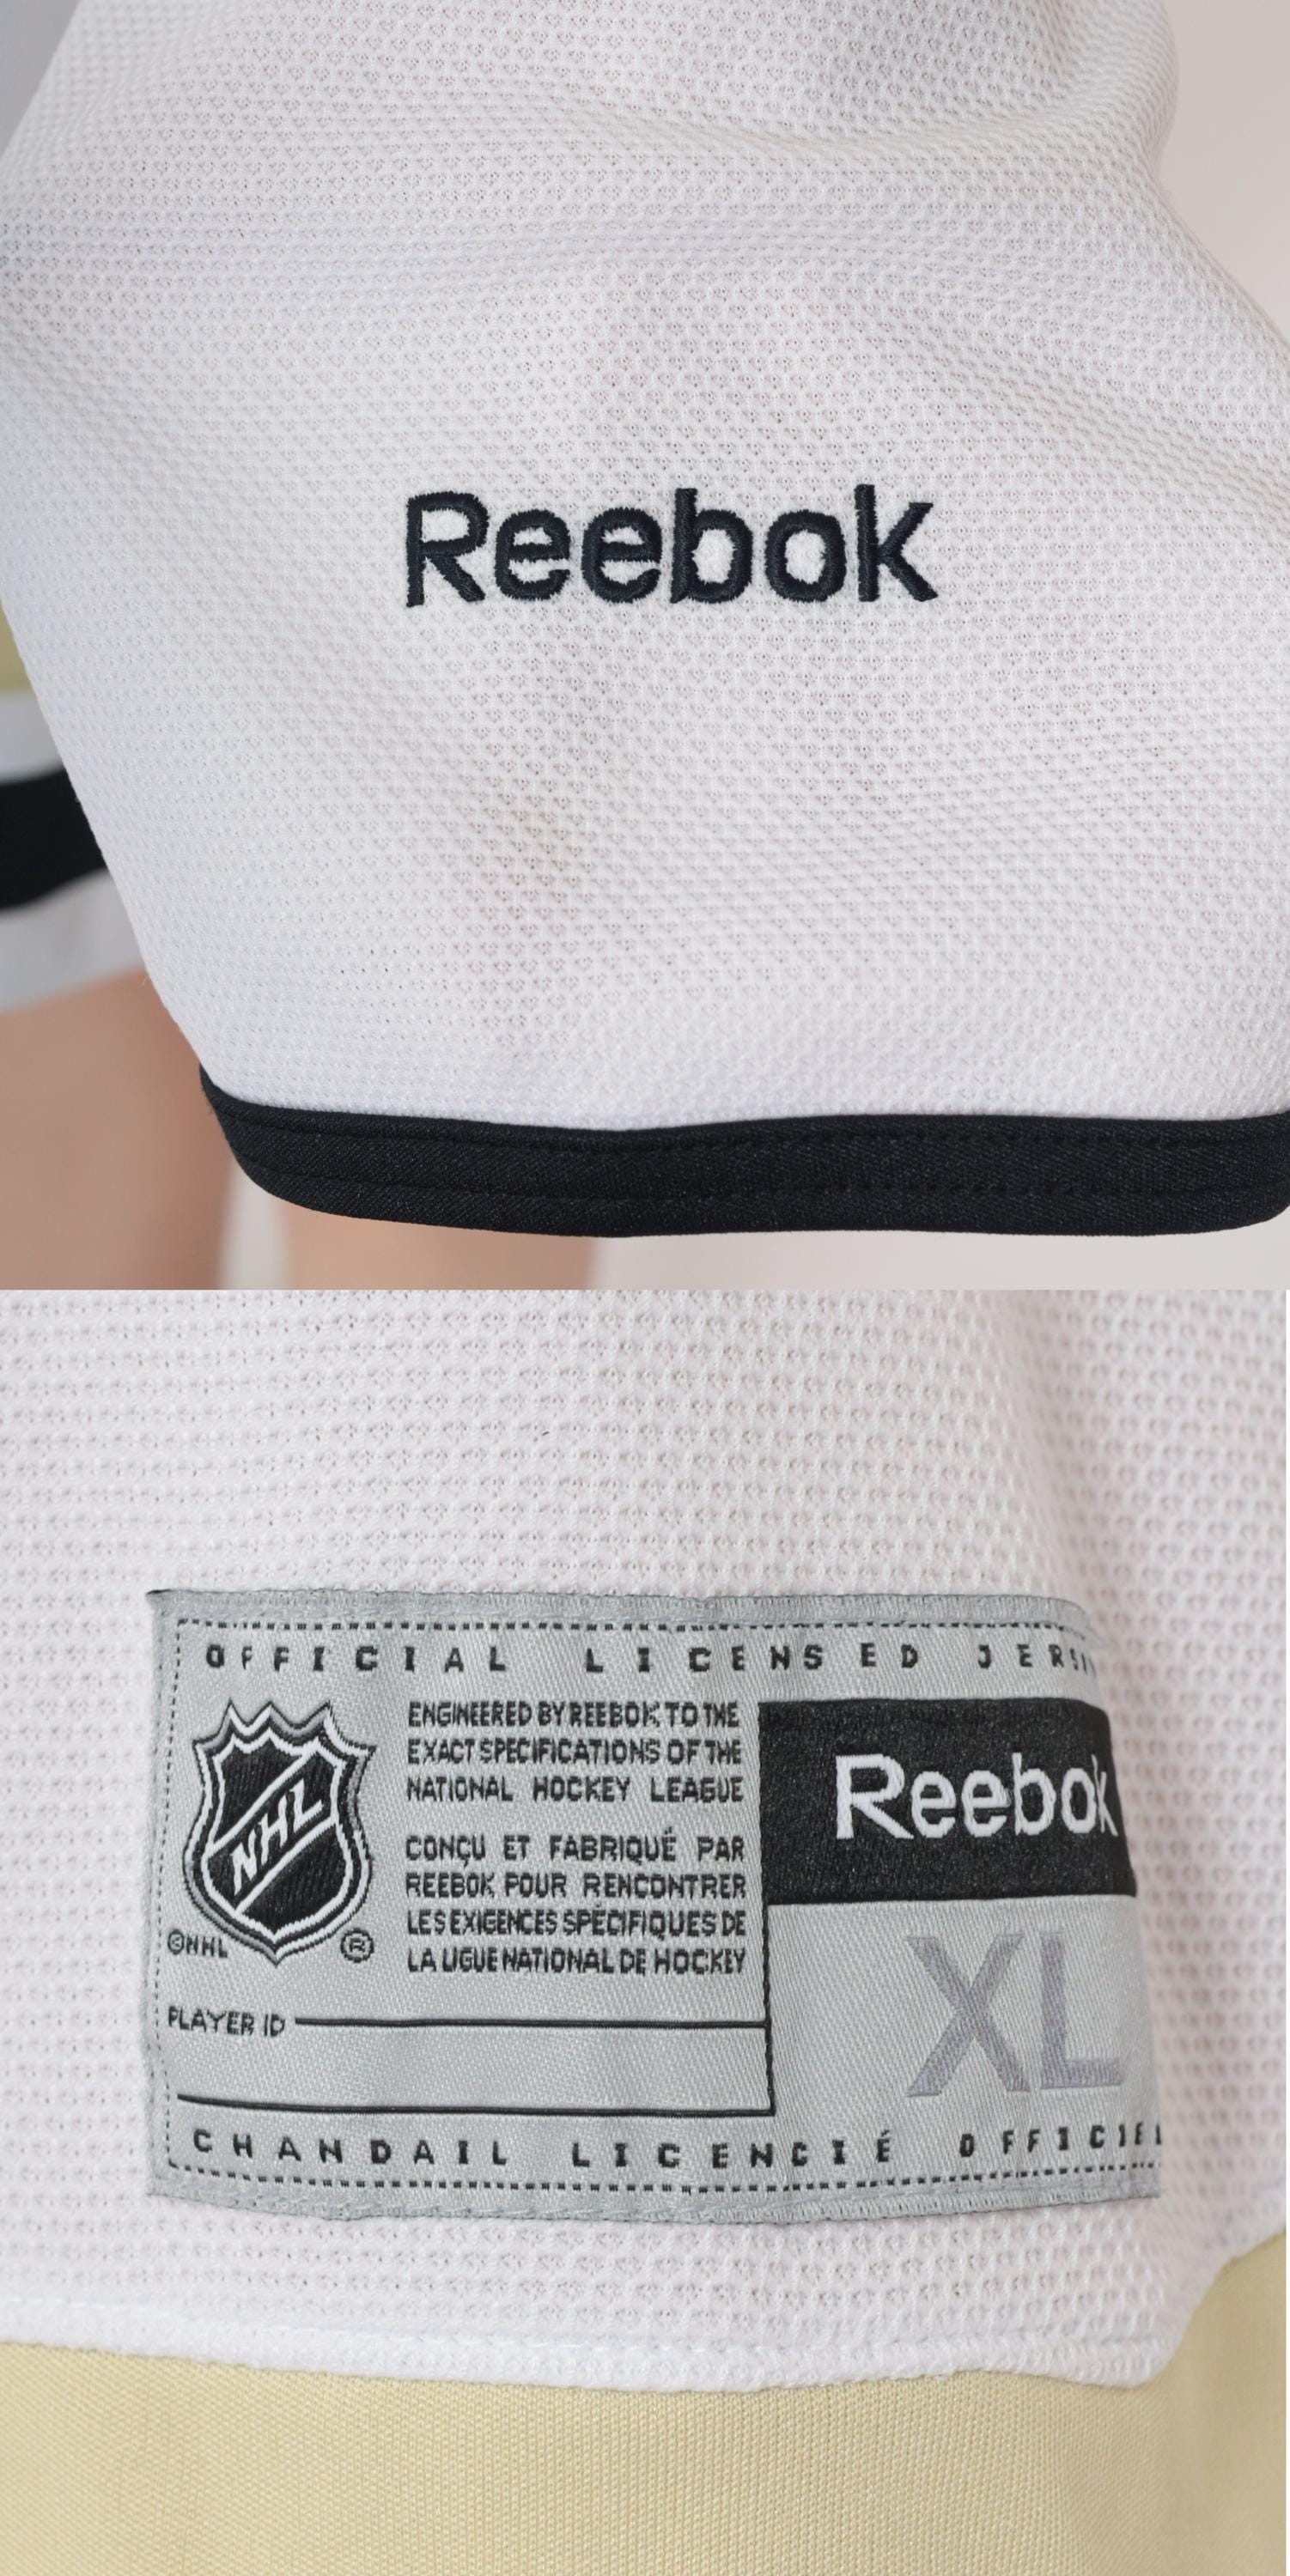 Reebok
OFFICIAL LICENSED JERS
NHL
©NHL
®
ENGINEERED BY REEBOK TO THE
EXACT SPECIFICATIONS OF THE
NATIONAL HOCKEY LEAGUE
CONÇU ET FABRIQUÉ PAR
REEBOK POUR RENCONTRER
LES EXIGENCES SPÉCIFIQUES DE
LA LIGUE NATIONAL DE HOCKEY
Reebok
XL
PLAYER ID
CHANDAIL LICENCIÉ OFFICIEL